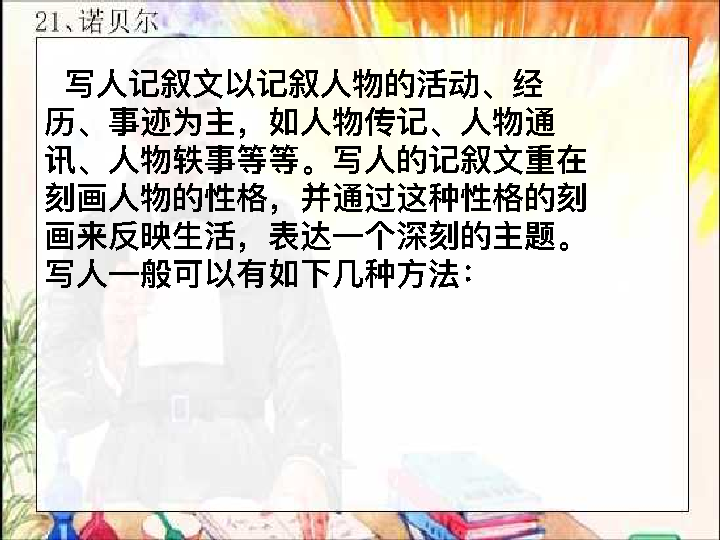 21、诺贝尔
写人记叙文以记叙人物的活动、经
历、事迹为主，如人物传记、人物通
讯、人物轶事等等。写人的记叙文重在
刻画人物的性格，并通过这种性格的刻
画来反映生活，表达一个深刻的主题。
写人一般可以有如下几种方法：